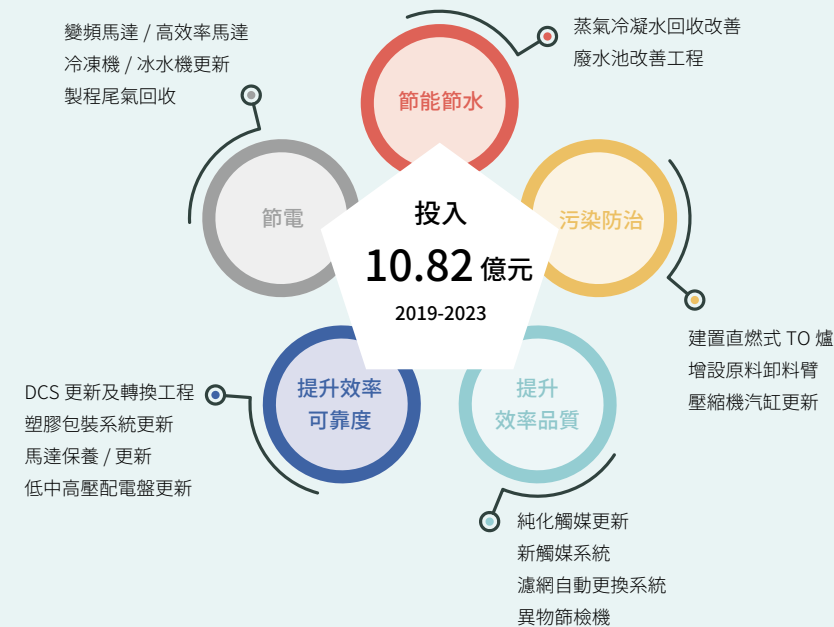 變頻馬達 / 高效率馬達
冷凍機 / 冰水機更新
製程尾氣回收
蒸氣冷凝水回收改善
廢水池改善工程
節能節水
節電
投入
10.82 億元
2019-2023
污染防治
建置直燃式 TO 爐
增設原料卸料臂
壓縮機汽缸更新
DCS 更新及轉換工程
塑膠包裝系統更新
馬達保養 / 更新
低中高壓配電盤更新
提升效率
可靠度
提升
效率品質
純化觸媒更新
新觸媒系統
濾網自動更換系統
異物篩檢機